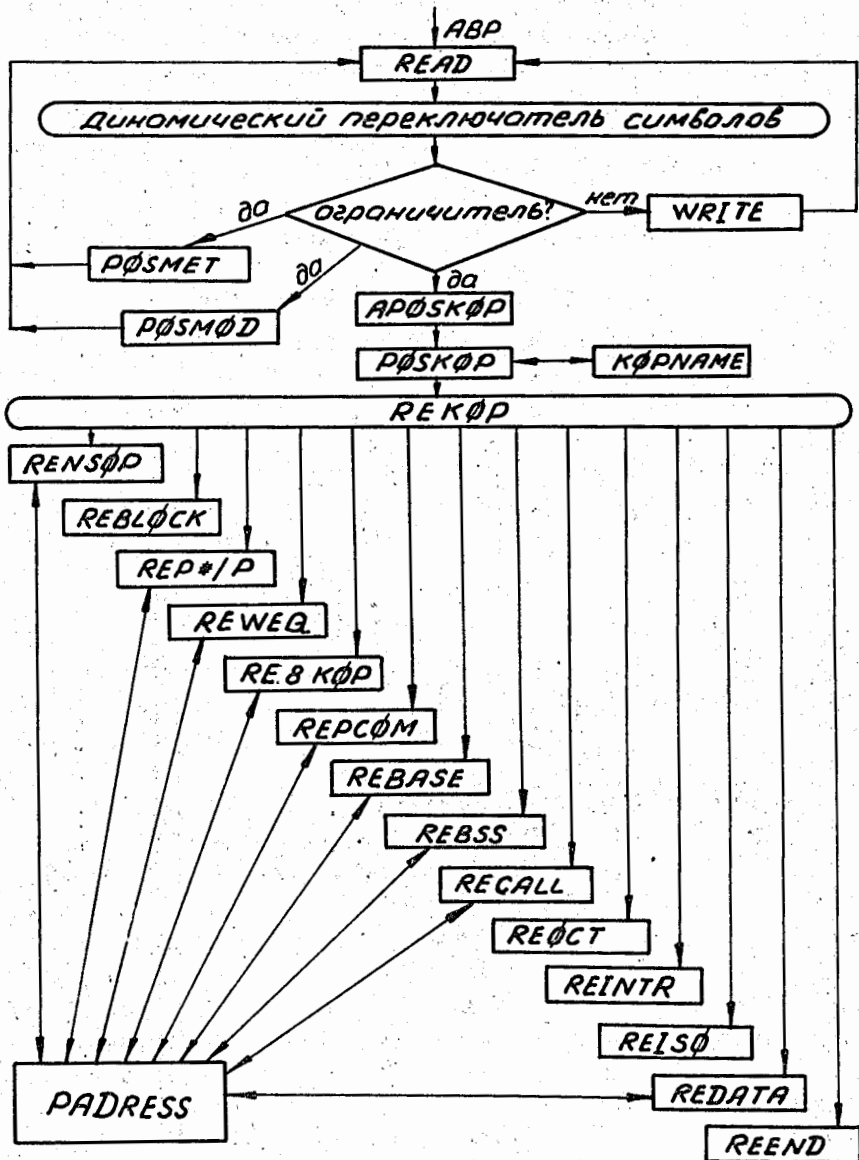 АВР
READ
Динамический переключатель символов
ограничитель?
да
нет
WRITE
PØSMET
да
да
PØSMØD
APØSKØP
PØSKØP
KØPNAME
REKØP
RENSØP
REBLØCK
REP*/P
REWEQ
RE.8 KØP
REPCØM
REBASE
REBSS
RECALL
REØCT
REINTR
REISØ
REDATA
PADRESS
REEND